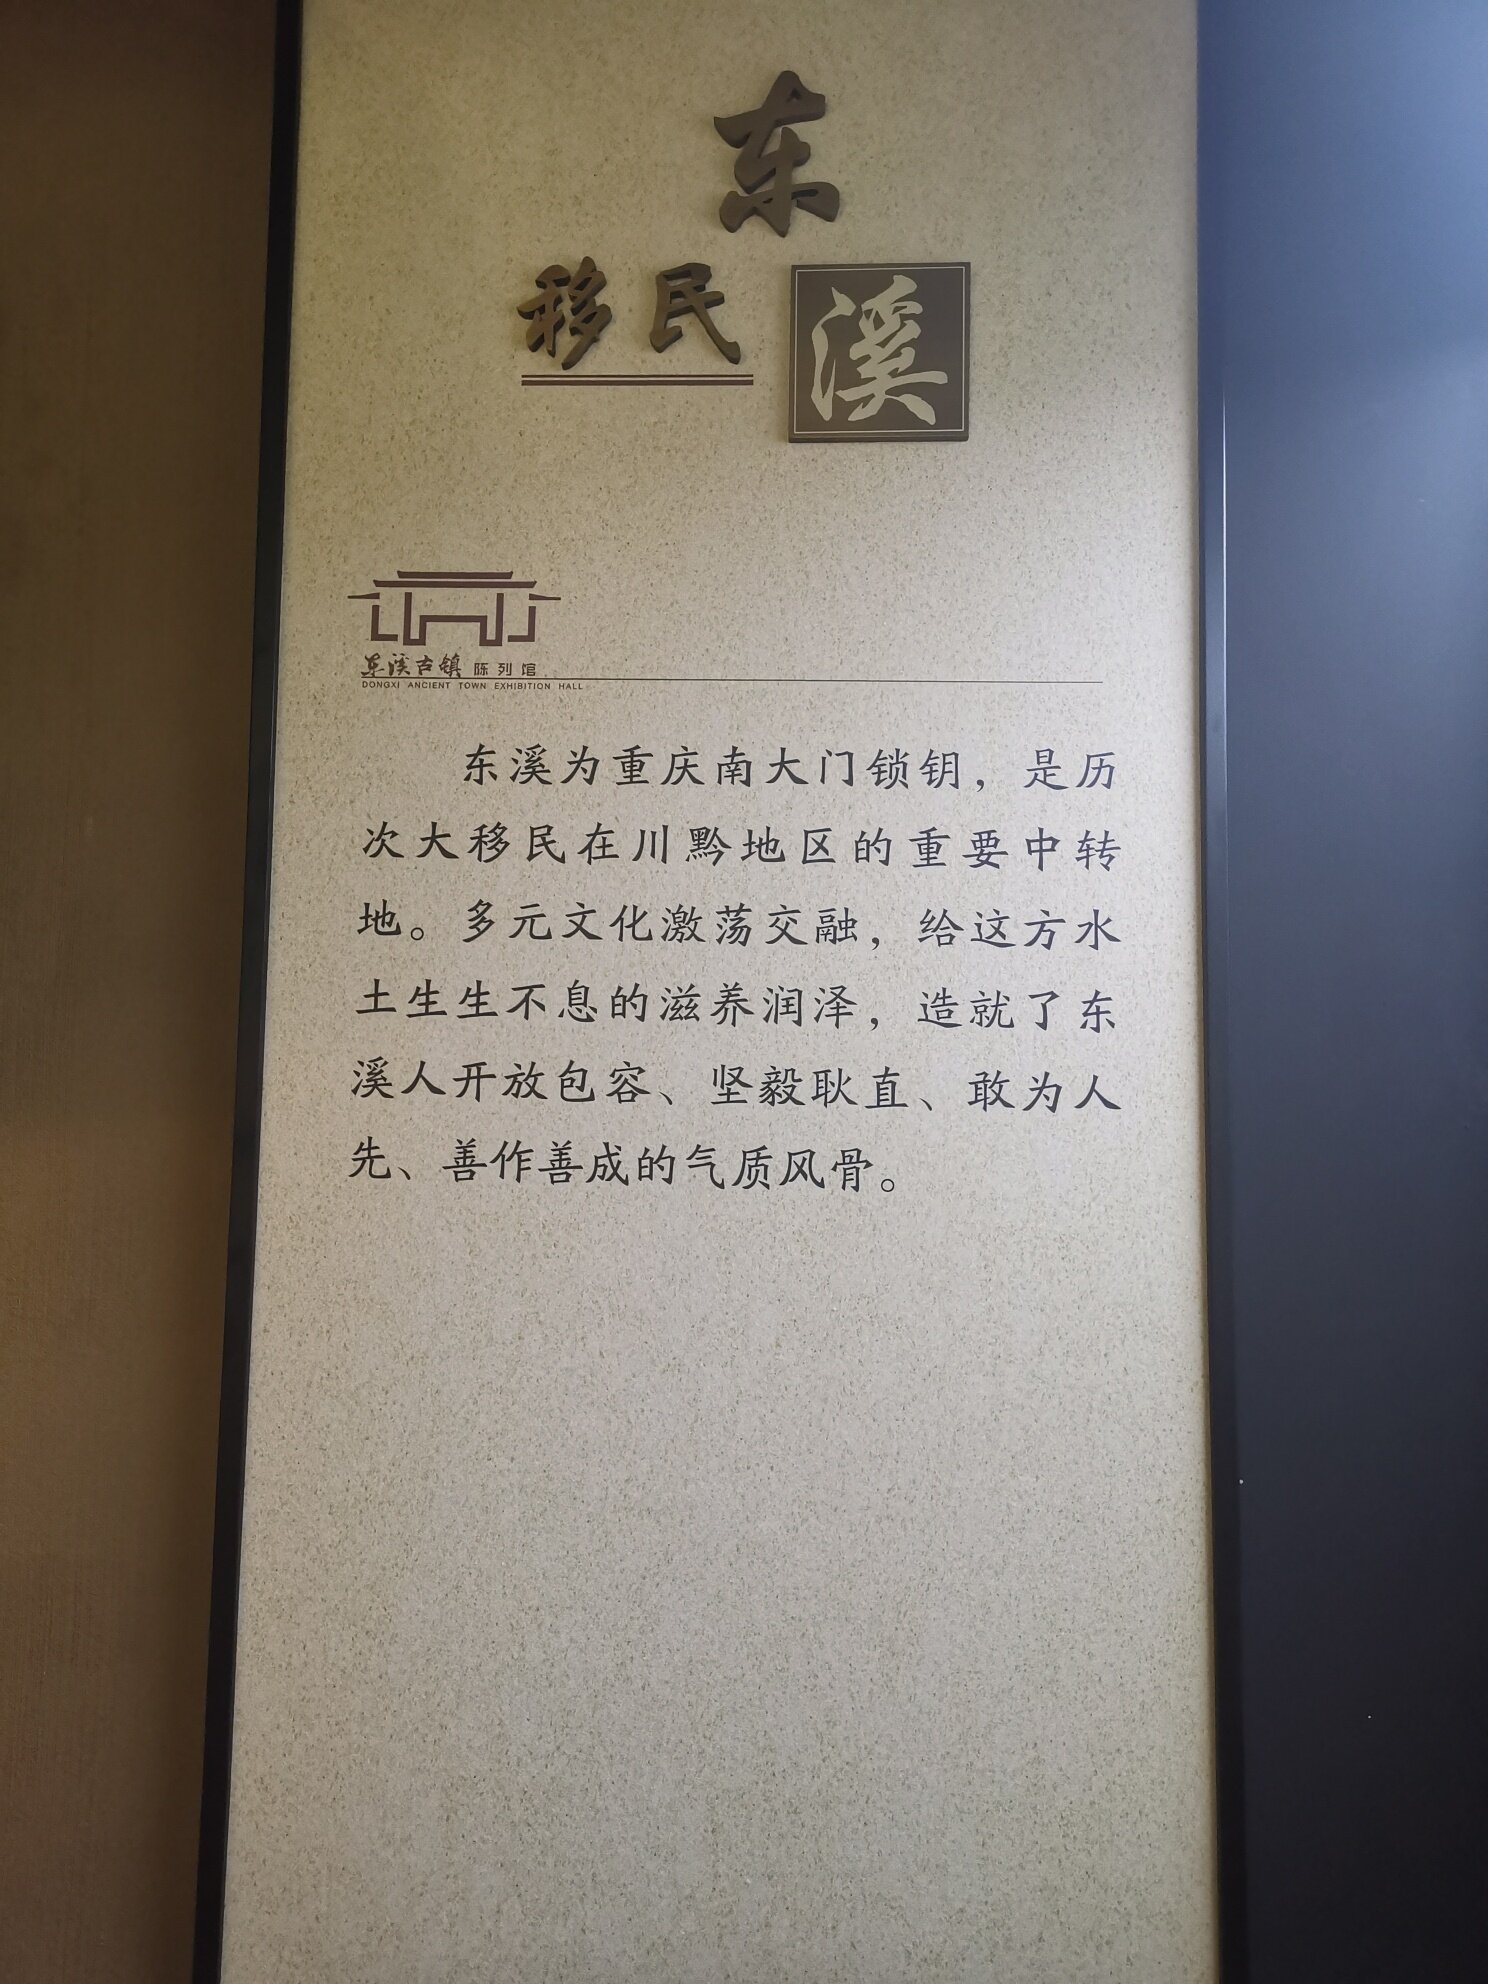 东
移民
溪
东溪古镇 陈列馆
DONGXI ANCIENT TOWN EXHIBITION HALL
东溪为重庆南大门锁钥，是历
次大移民在川黔地区的重要中转
地。多元文化激荡交融，给这方水
土生生不息的滋养润泽，造就了东
溪人开放包容、坚毅耿直、敢为人
先、善作善成的气质风骨。